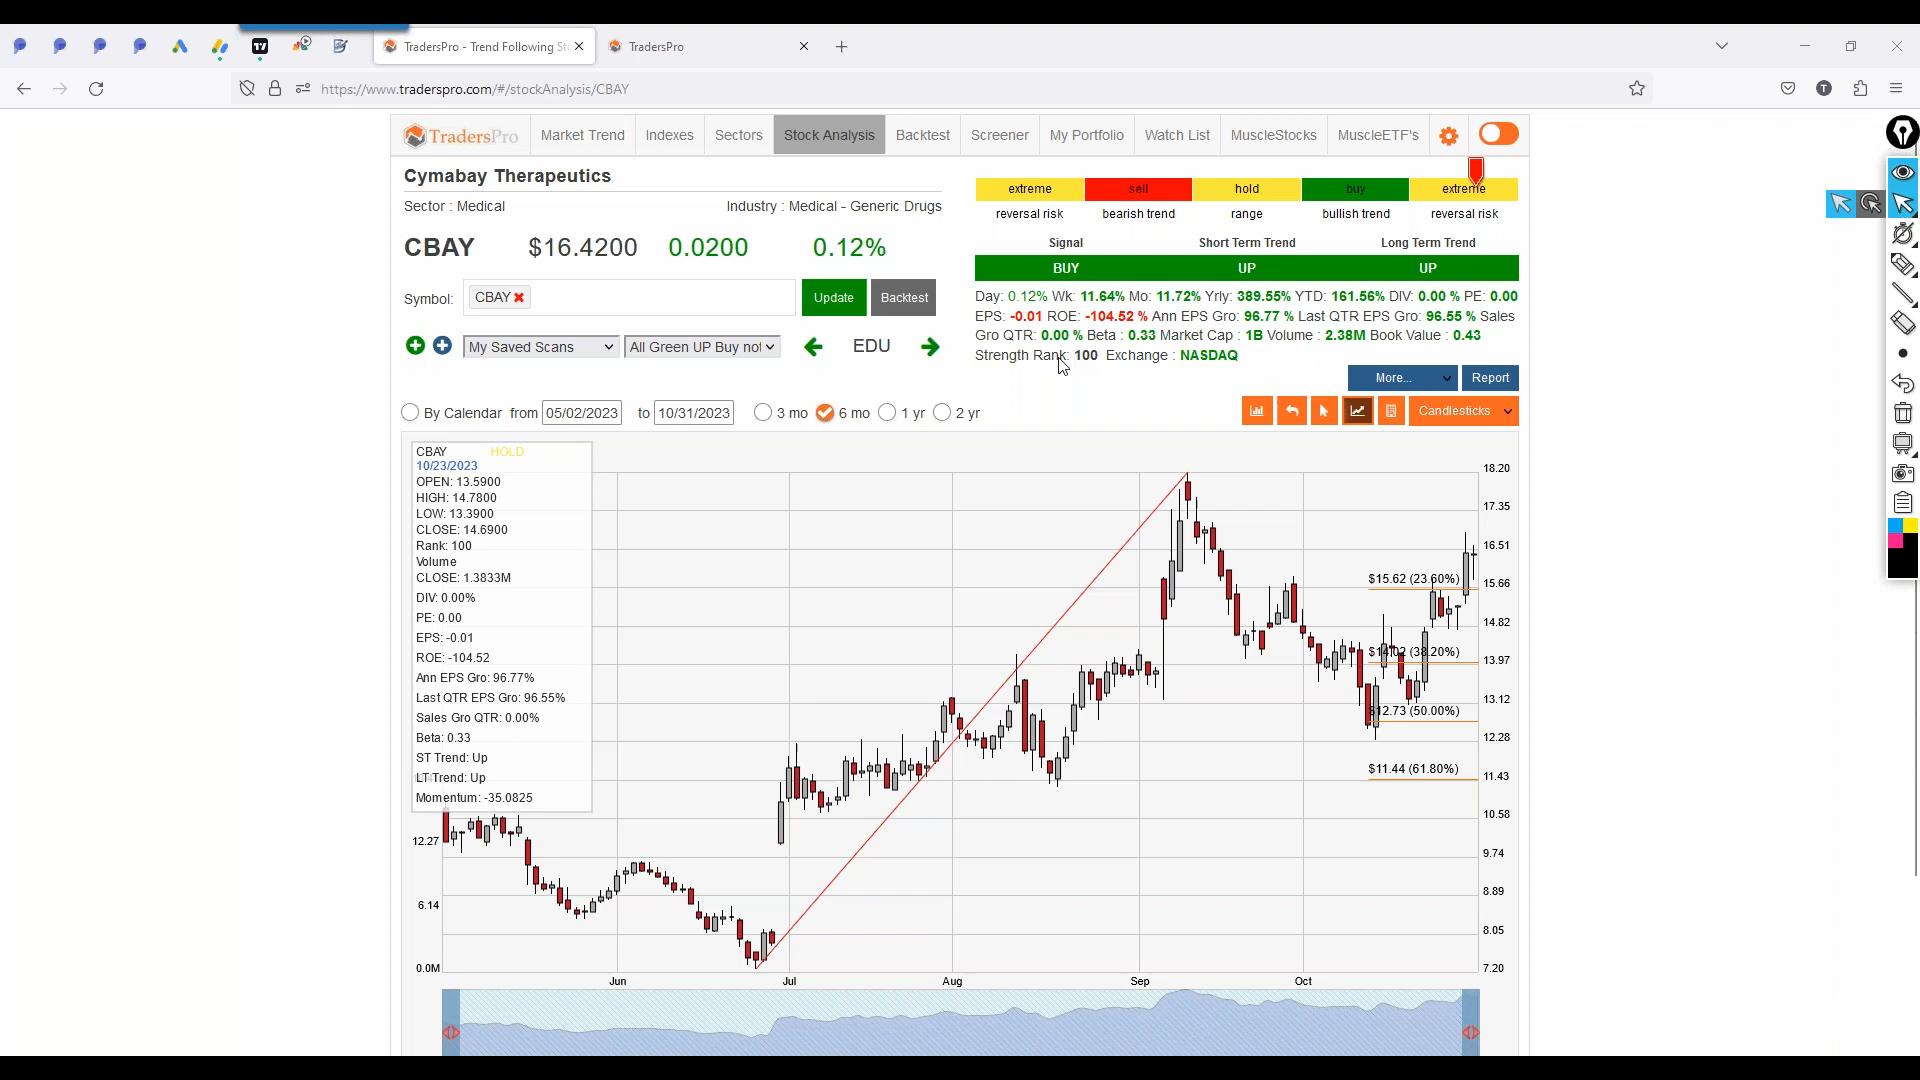 TradersPro - Trend Following St
TradersPro
https://www.traderspro.com/#/stockAnalysis/CBAY
T
TradersPro
Market Trend
Indexes
Sectors
Stock Analysis
Backtest
Screener
My Portfolio
Watch List
MuscleStocks
MuscleETF's
Cymabay Therapeutics
Sector : Medical
Industry : Medical - Generic Drugs
CBAY
$16.4200
0.0200
0.12%
Symbol:
CBAY
Update
Backtest
My Saved Scans
All Green UP Buy not
EDU
extreme
sell
hold
buy
extreme
reversal risk
bearish trend
range
bullish trend
reversal risk
Signal
Short Term Trend
Long Term Trend
BUY
UP
UP
Day: 0.12% Wk: 11.64% Mo: 11.72% Yrly: 389.55% YTD: 161.56% DIV: 0.00 % PE: 0.00
EPS: -0.01 ROE: -104.52 % Ann EPS Gro: 96.77 % Last QTR EPS Gro: 96.55 % Sales
Gro QTR: 0.00 % Beta : 0.33 Market Cap : 1B Volume : 2.38M Book Value : 0.43
Strength Rank: 100 Exchange : NASDAQ
More...
Report
By Calendar from 05/02/2023 to 10/31/2023
3 mo
6 mo
1 yr
2 yr
Candlesticks
CBAY HOLD
10/23/2023
OPEN: 13.5900
HIGH: 14.7800
LOW: 13.3900
CLOSE: 14.6900
Rank: 100
Volume
CLOSE: 1.3833M
DIV: 0.00%
PE: 0.00
EPS: -0.01
ROE: -104.52
Ann EPS Gro: 96.77%
Last QTR EPS Gro: 96.55%
Sales Gro QTR: 0.00%
Beta: 0.33
ST Trend: Up
LT Trend: Up
Momentum: -35.0825
12.27
6.14
0.0M
$15.62 (23.60%)
$14.02 (38.20%)
$12.73 (50.00%)
$11.44 (61.80%)
18.20
17.35
16.51
15.66
14.82
13.97
13.12
12.28
11.43
10.58
9.74
8.89
8.05
7.20
Jun
Jul
Aug
Sep
Oct